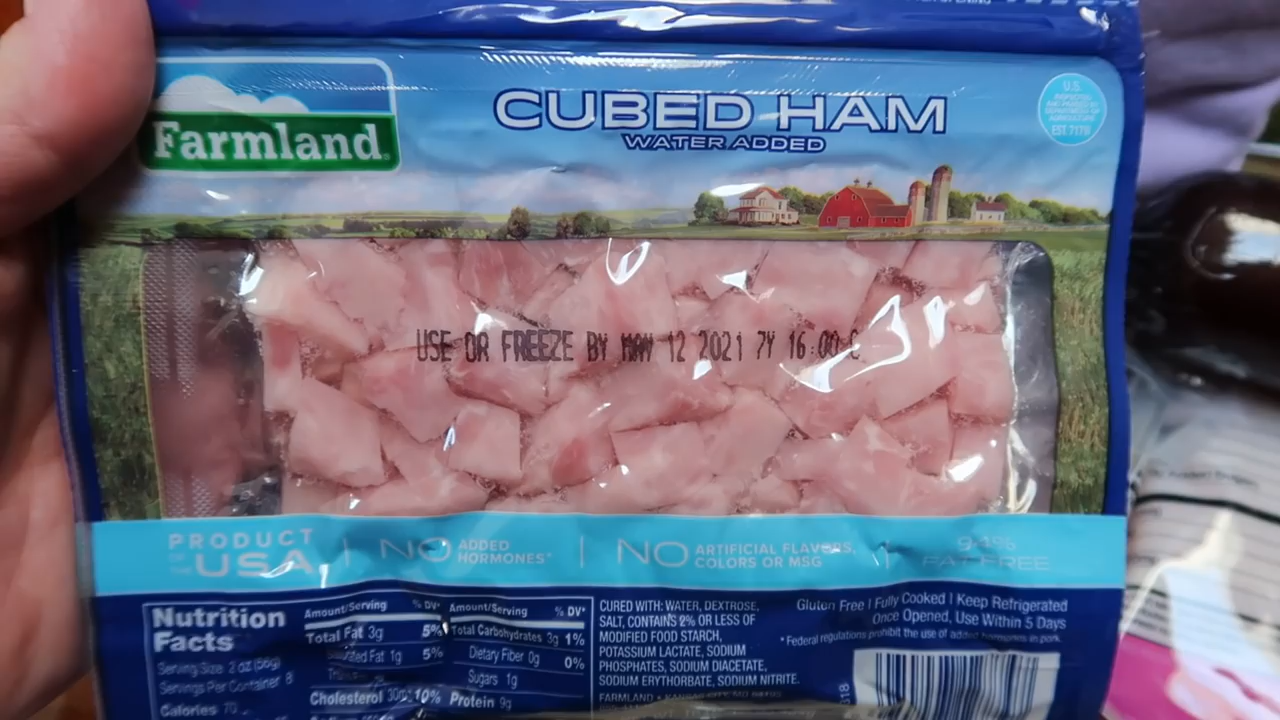 Farmland
CUBED HAM
WATER ADDED
U.S.
INSPECTED
AND PASSED BY
DEPARTMENT OF
AGRICULTURE
EST. 717B
USE OR FREEZE BY MAY 12 2021 7Y 16:00 C
PRODUCT
OF THE USA
NO ADDED HORMONES*
NO ARTIFICIAL FLAVORS, COLORS OR MSG
94% FAT FREE
Nutrition
Facts
Serving Size 2 oz (56g)
Servings Per Container 8
Calories 70
Amount/Serving % DV*
Total Fat 3g 5%
Fat 1g 5%
Cholesterol 30mg 10%
Amount/Serving % DV*
Total Carbohydrates 3g 1%
Dietary Fiber 0g 0%
Sugars 1g
Protein 9g
CURED WITH: WATER, DEXTROSE,
SALT, CONTAINS 2% OR LESS OF
MODIFIED FOOD STARCH,
POTASSIUM LACTATE, SODIUM
PHOSPHATES, SODIUM DIACETATE,
SODIUM ERYTHORBATE, SODIUM NITRITE.
FARMLAND • KANSAS CITY, MO
Gluten Free | Fully Cooked | Keep Refrigerated
Once Opened, Use Within 5 Days
*Federal regulations prohibit the use of added hormones in pork.